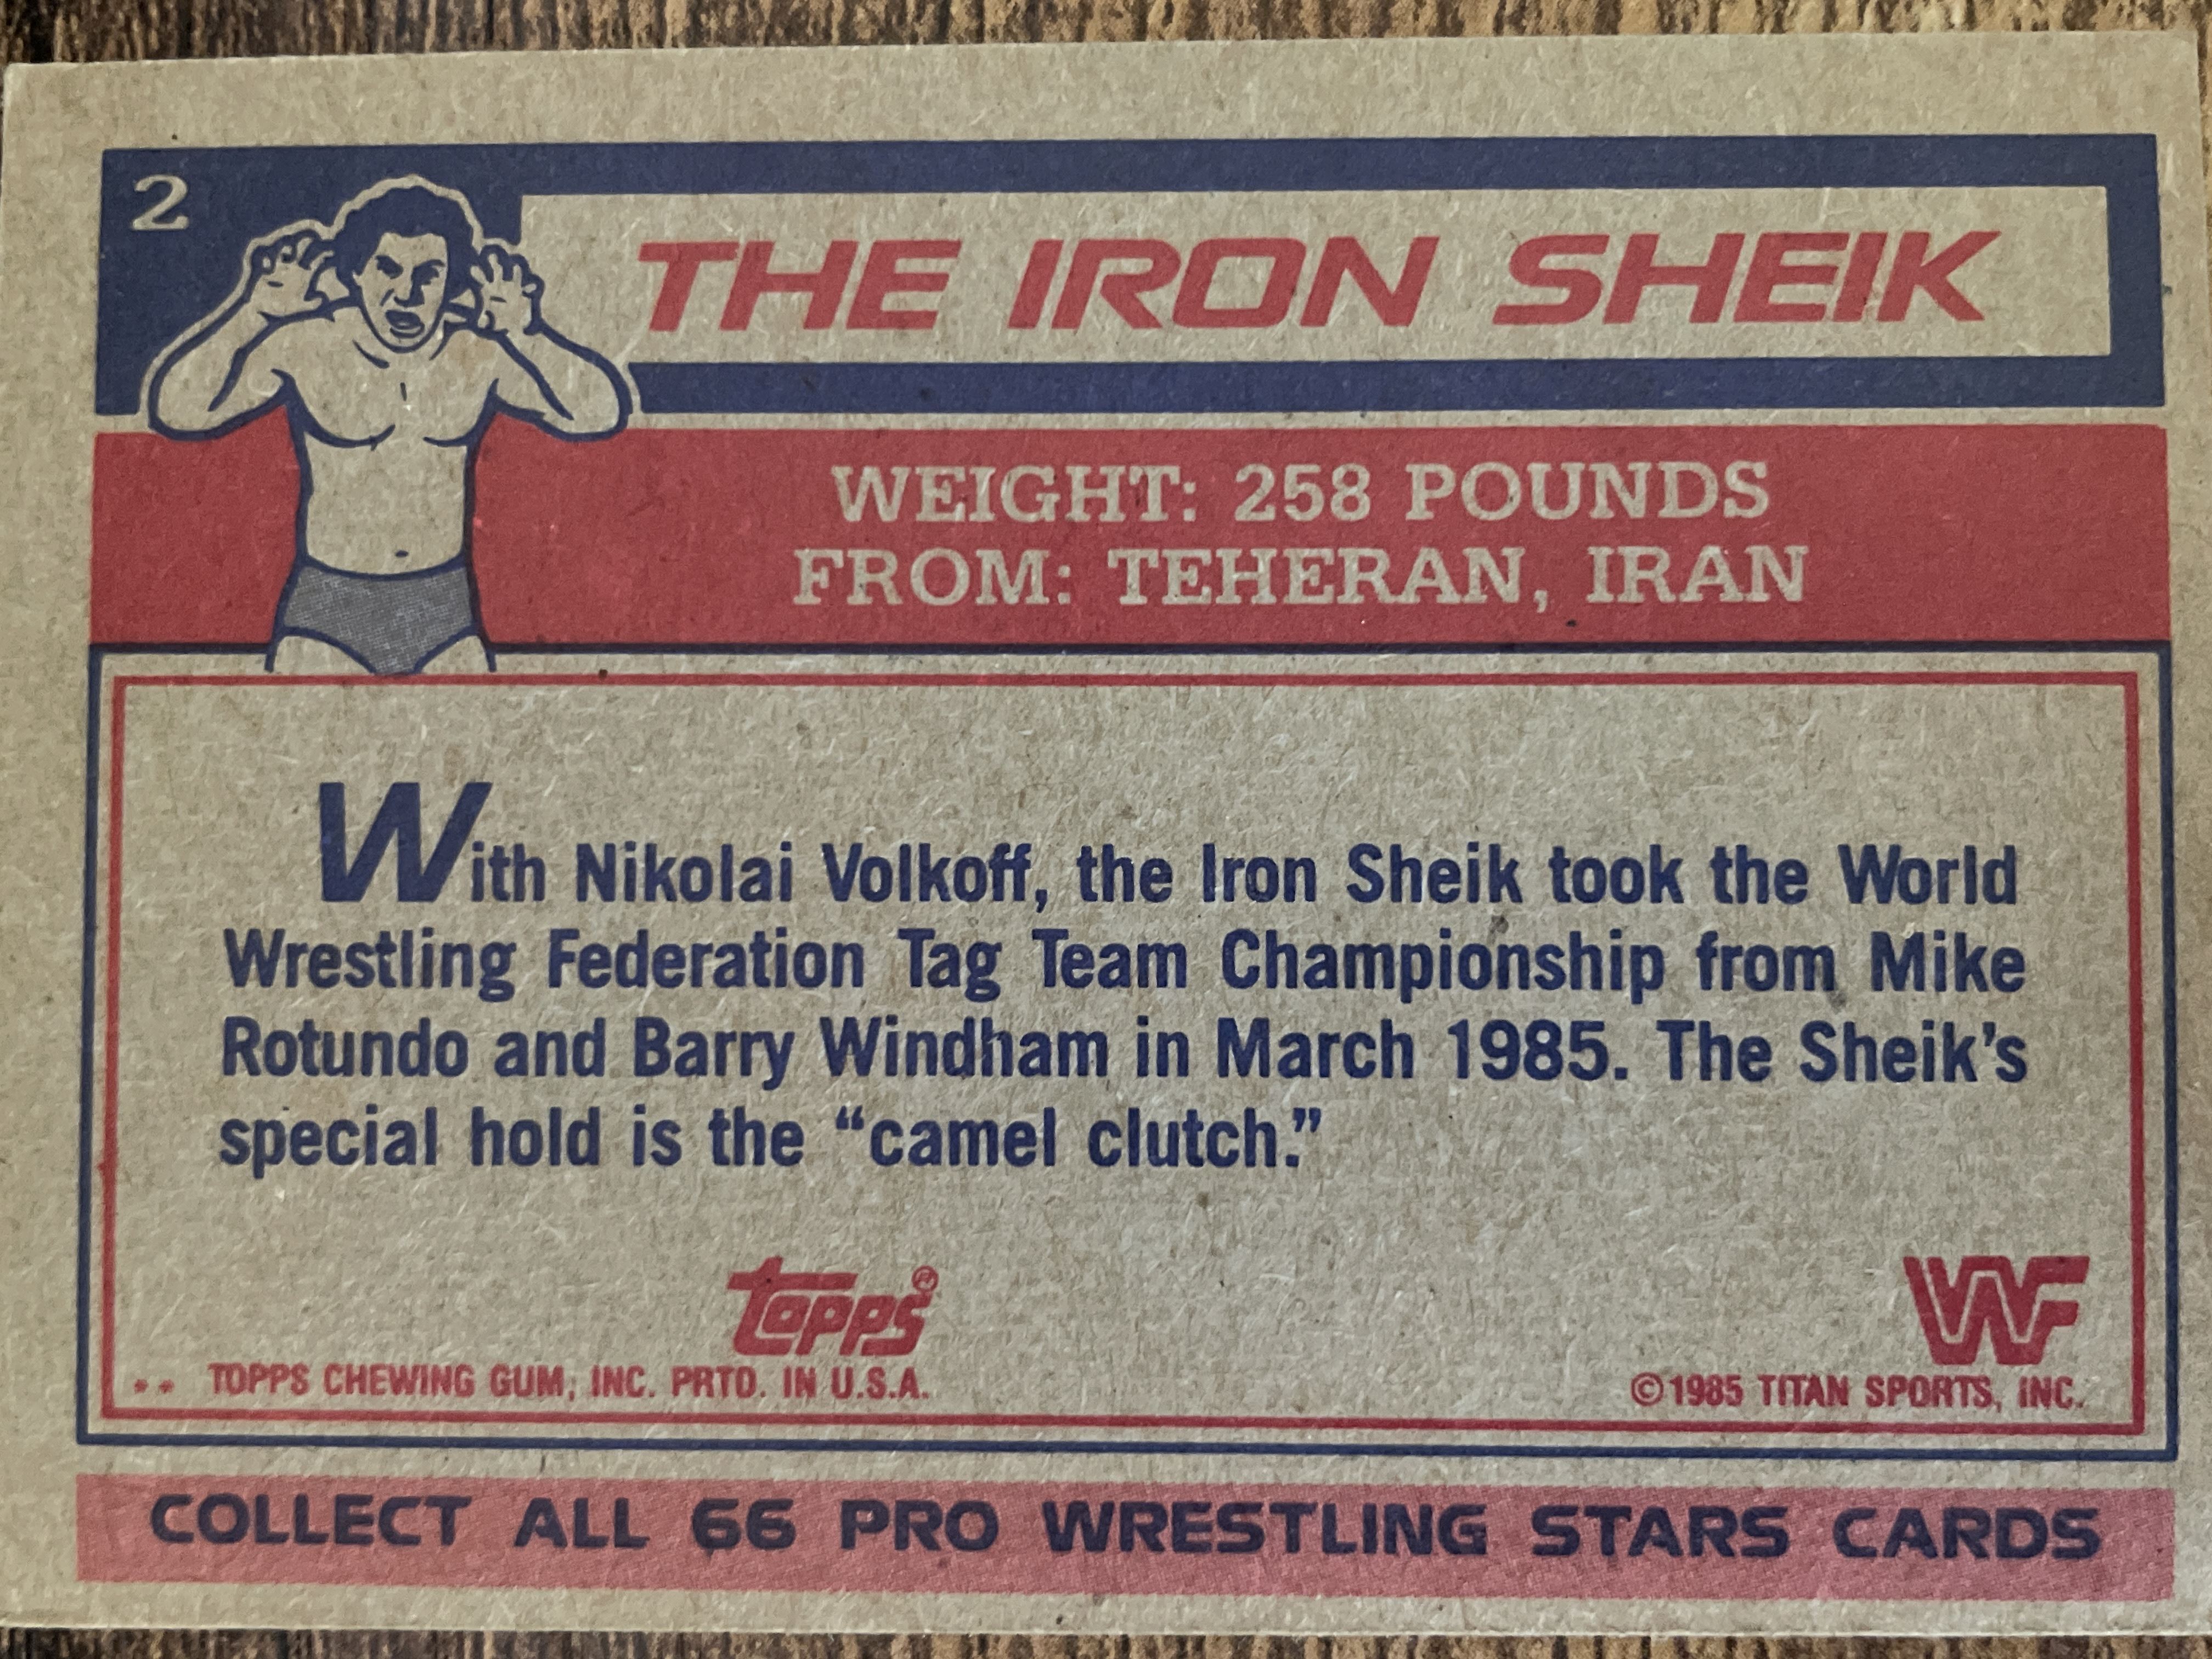 2
THE IRON SHEIK
WEIGHT: 258 POUNDS
FROM: TEHERAN, IRAN
With Nikolai Volkoff, the Iron Sheik took the World
Wrestling Federation Tag Team Championship from Mike
Rotundo and Barry Windham in March 1985. The Sheik's
special hold is the “camel clutch.”
topps®
WF
** TOPPS CHEWING GUM, INC. PRTD. IN U.S.A.
©1985 TITAN SPORTS, INC.
COLLECT ALL 66 PRO WRESTLING STARS CARDS